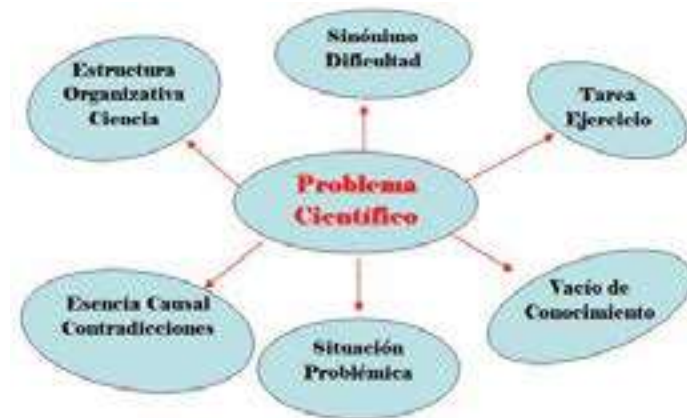 Sinónimo
Dificultad
Estructura
Organizativa
Ciencia
Tarea
Ejercicio
Problema
Científico
Esencia Causal
Contradicciones
Vacío de
Conocimiento
Situación
Problémica